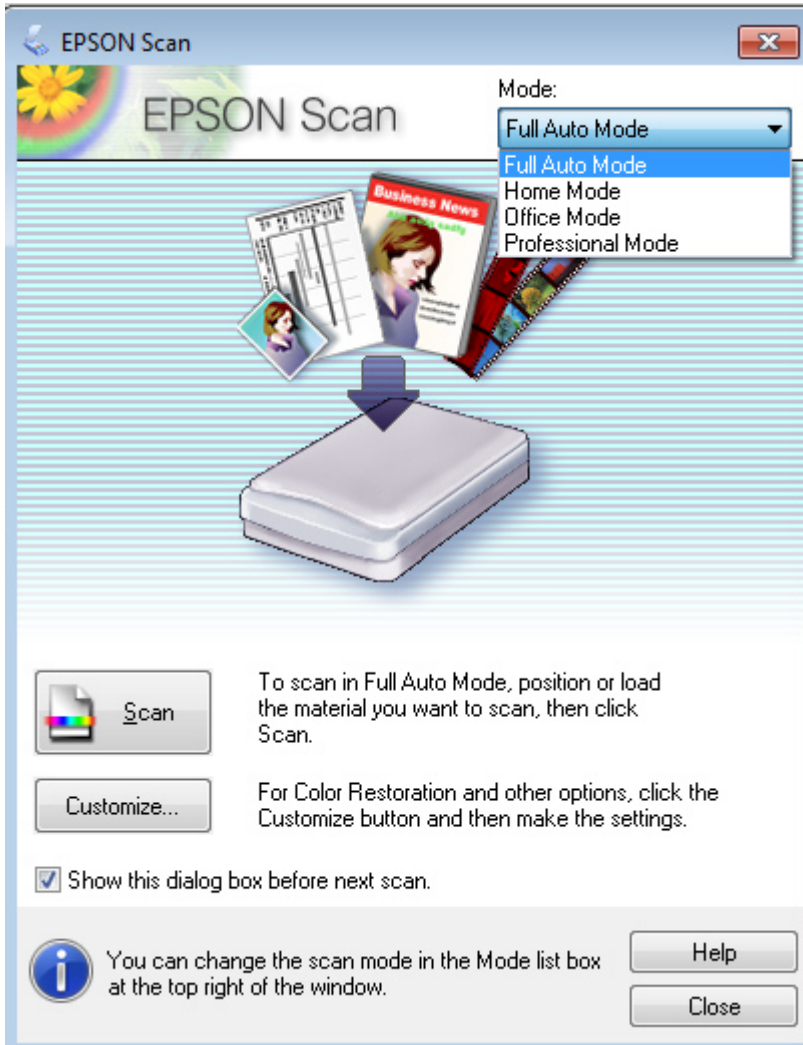 EPSON Scan
EPSON Scan
Mode:
Full Auto Mode
Full Auto Mode
Home Mode
Office Mode
Professional Mode
Business News
To scan in Full Auto Mode, position or load
the material you want to scan, then click
Scan.
Scan
For Color Restoration and other options, click the
Customize button and then make the settings.
Customize...
Show this dialog box before next scan.
You can change the scan mode in the Mode list box
at the top right of the window.
Help
Close